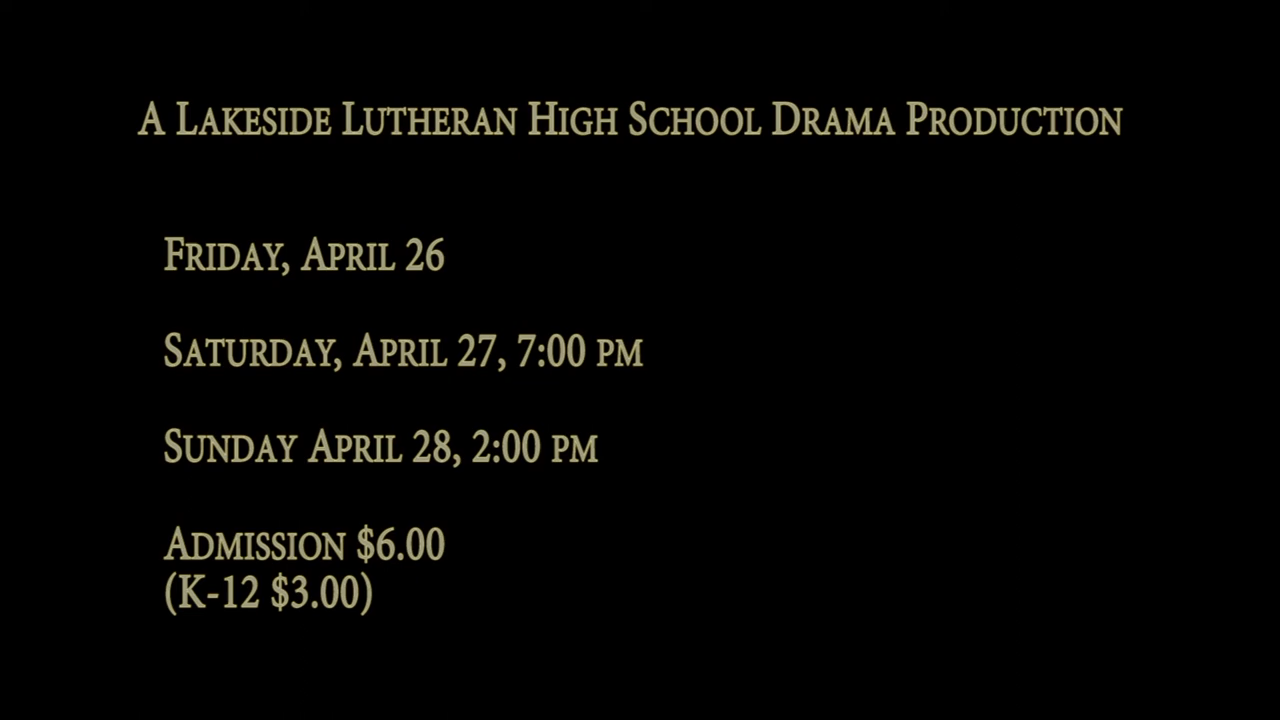 A Lakeside Lutheran High School Drama Production
Friday, April 26
Saturday, April 27, 7:00 pm
Sunday April 28, 2:00 pm
Admission $6.00
(K-12 $3.00)